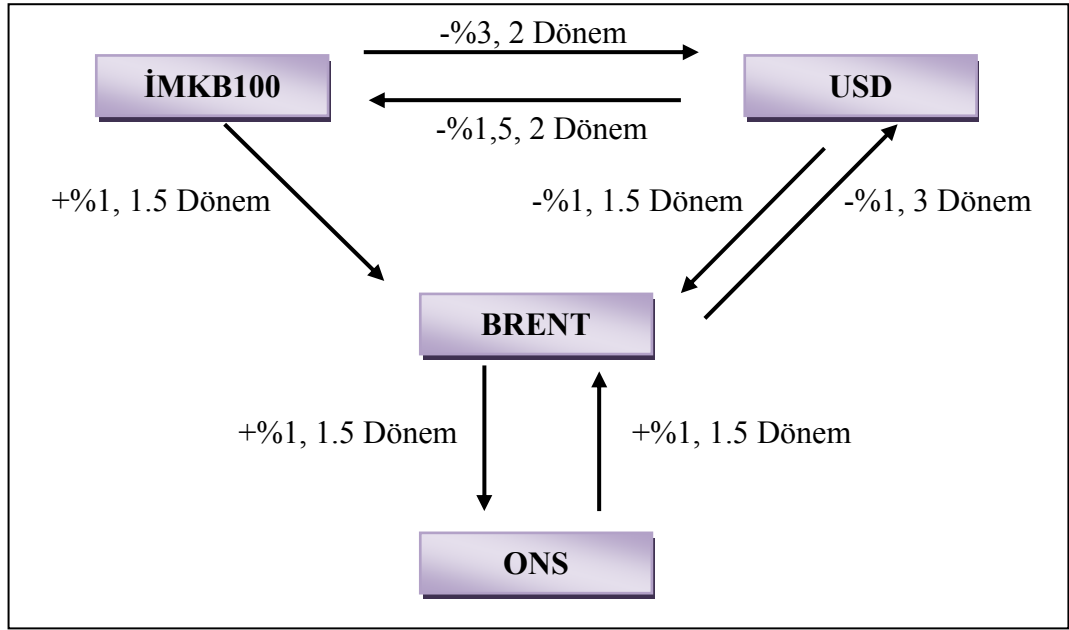 -%3, 2 Dönem
İMKB100
USD
-%1,5, 2 Dönem
+%1, 1.5 Dönem
-%1, 1.5 Dönem
-%1, 3 Dönem
BRENT
+%1, 1.5 Dönem
+%1, 1.5 Dönem
ONS